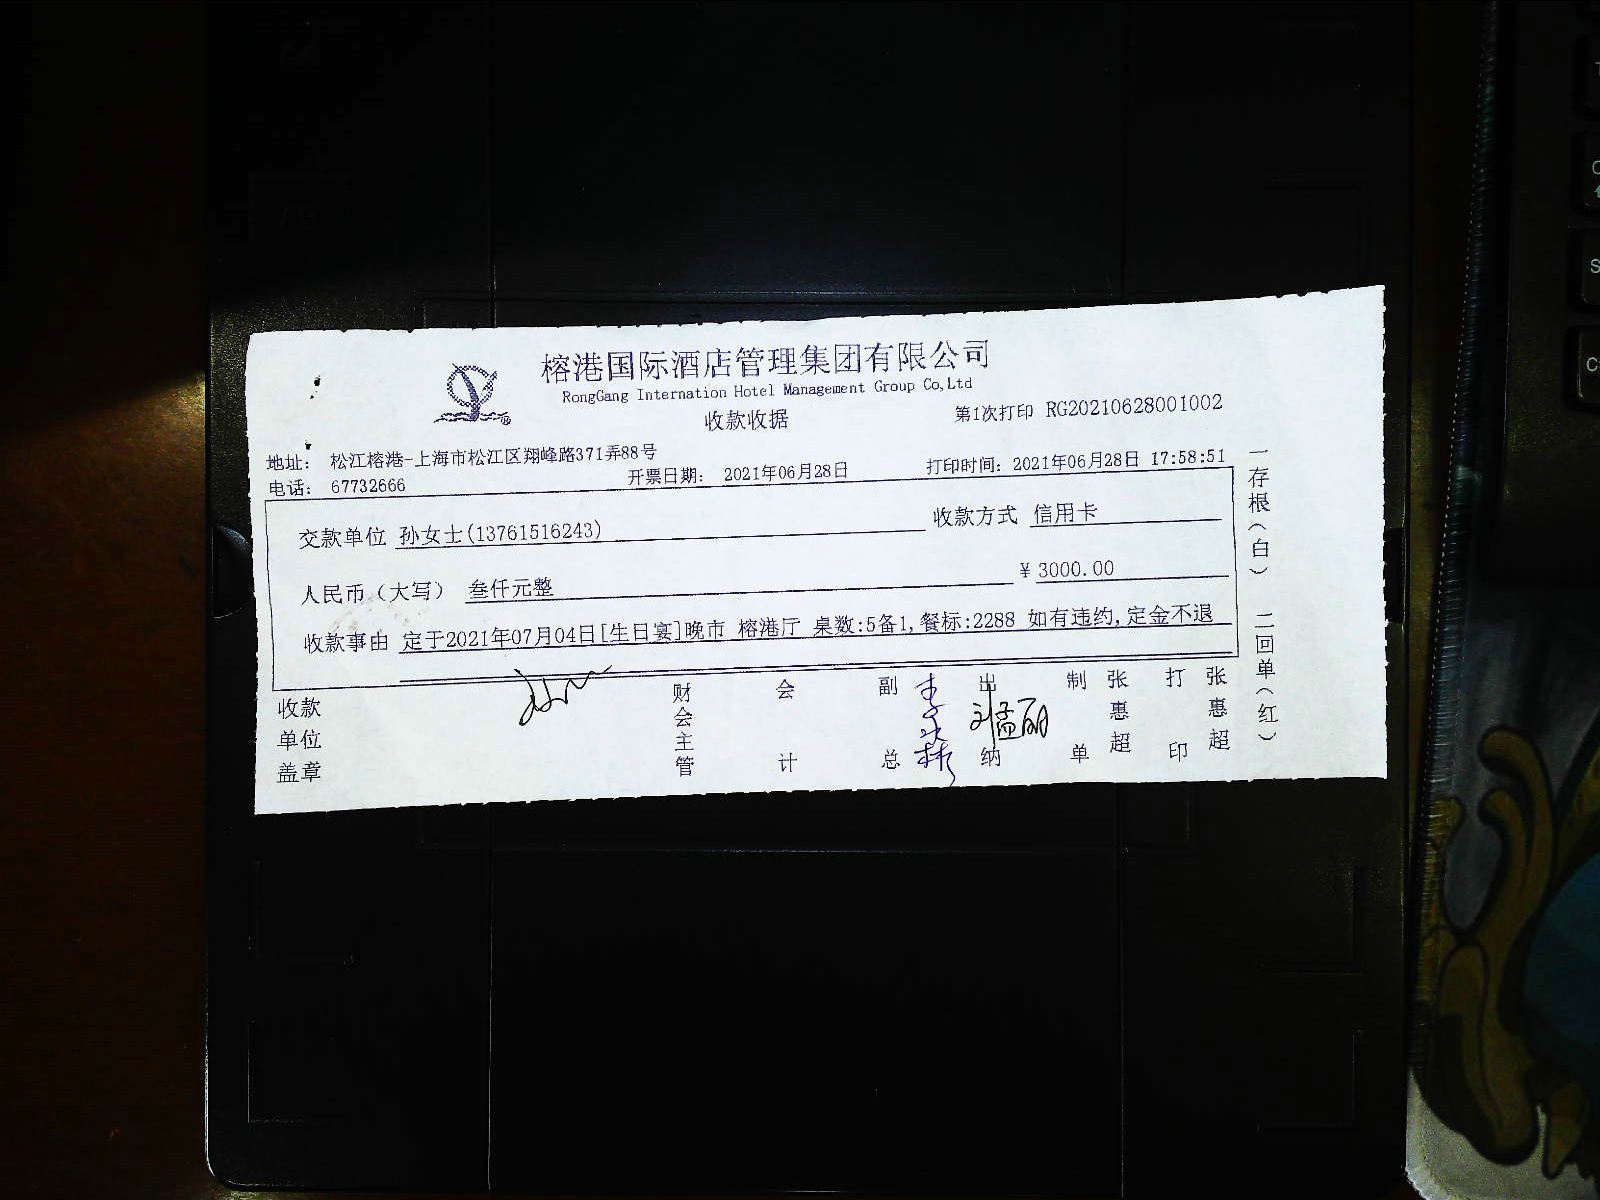 榕港国际酒店管理集团有限公司
RongGang Internation Hotel Management Group Co,Ltd
收款收据
第1次打印 RG20210628001002
地址： 松江榕港-上海市松江区翔峰路371弄88号
电话： 67732666
开票日期： 2021年06月28日
打印时间：2021年06月28日 17:58:51
交款单位 孙女士(13761516243)
收款方式 信用卡
人民币（大写） 叁仟元整
￥3000.00
收款事由 定于2021年07月04日[生日宴]晚市 榕港厅 桌数:5备1,餐标:2288 如有违约,定金不退
收款单位盖章
财会主管
会计
副总
出纳 刘孟丽
制单 张惠超
打印 张惠超
一存根（白） 二回单（红）